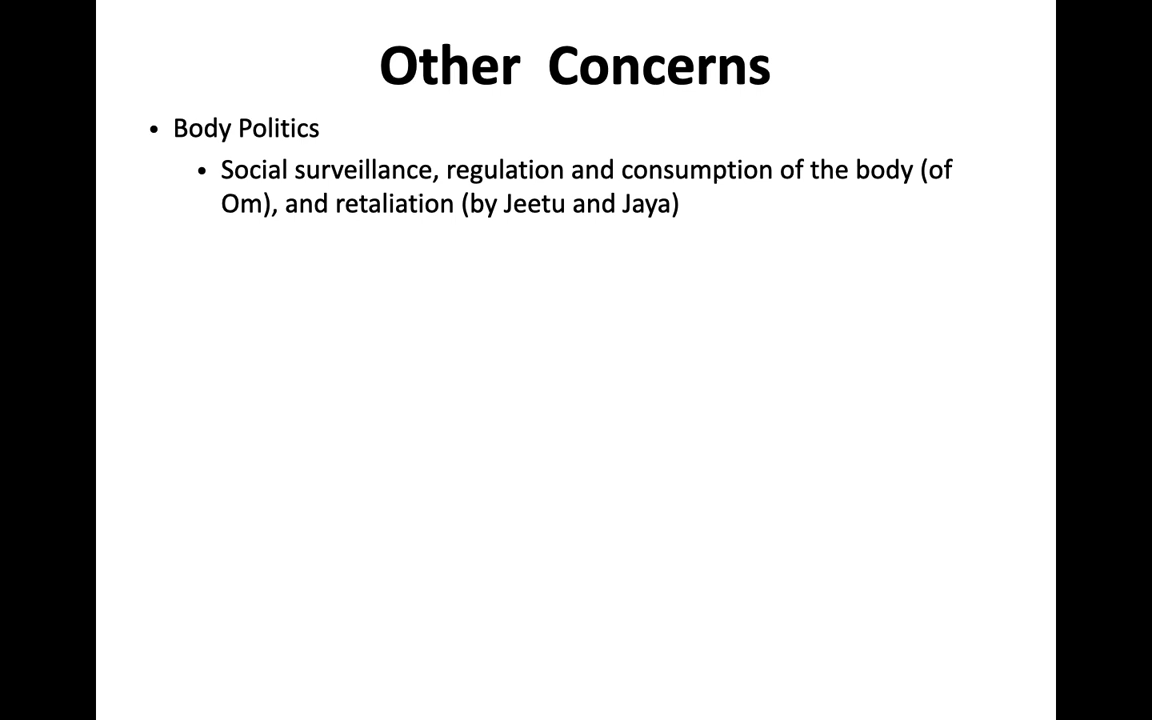 Other Concerns
• Body Politics
• Social surveillance, regulation and consumption of the body (of
Om), and retaliation (by Jeetu and Jaya)